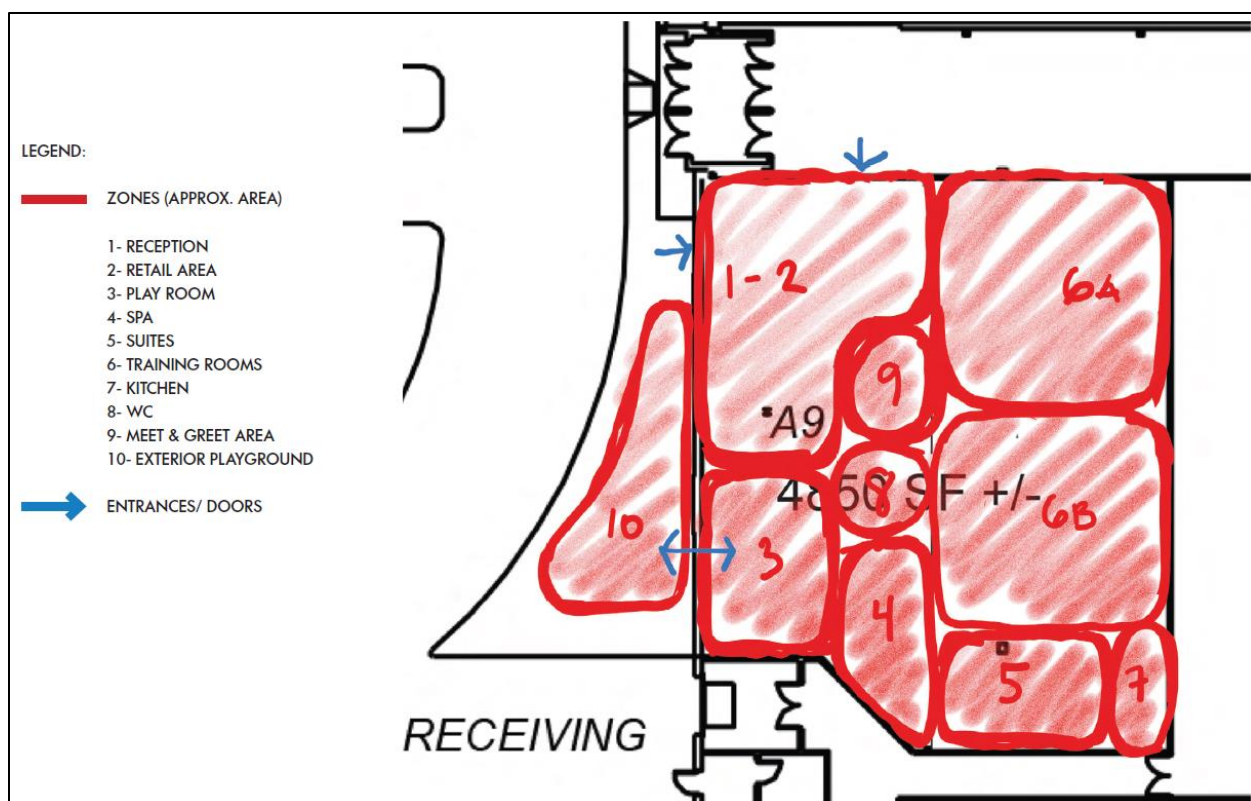 LEGEND:
ZONES (APPROX. AREA)
1- RECEPTION
2- RETAIL AREA
3- PLAY ROOM
4- SPA
5- SUITES
6- TRAINING ROOMS
7- KITCHEN
8- WC
9- MEET & GREET AREA
10- EXTERIOR PLAYGROUND
ENTRANCES/ DOORS
1-2
6A
9
A9
4850 SF +/-
8
6B
10
3
4
5
7
RECEIVING